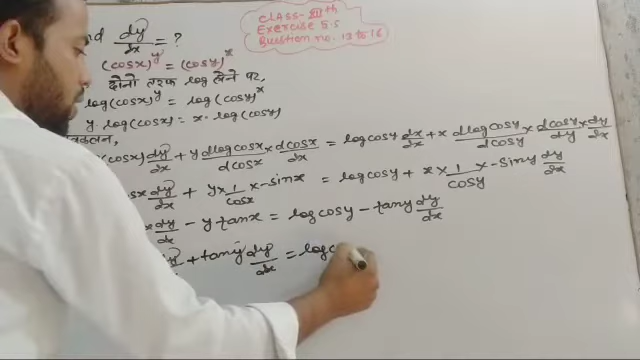 dy/dx = ?
CLASS-XIIth
Exercise 5.5
Question no. 13 to 16
(cosx)^y = (cosy)^x
दोनो तरफ log लेने पर,
log(cosx)^y = log(cosy)^x
y·log(cosx) = x·log(cosy)
(cosx) dy/dx + y dlogcosx/dcosx × dcosx/dx = logcosy dx/dx + x dlogcosy/dcosy × dcosy/dy × dy/dx
dy/dx + y × 1/cosx × -sinx = logcosy + x × 1/cosy × -siny dy/dx
dy/dx - y tanx = logcosy - tany dy/dx
+ tany dy/dx = log